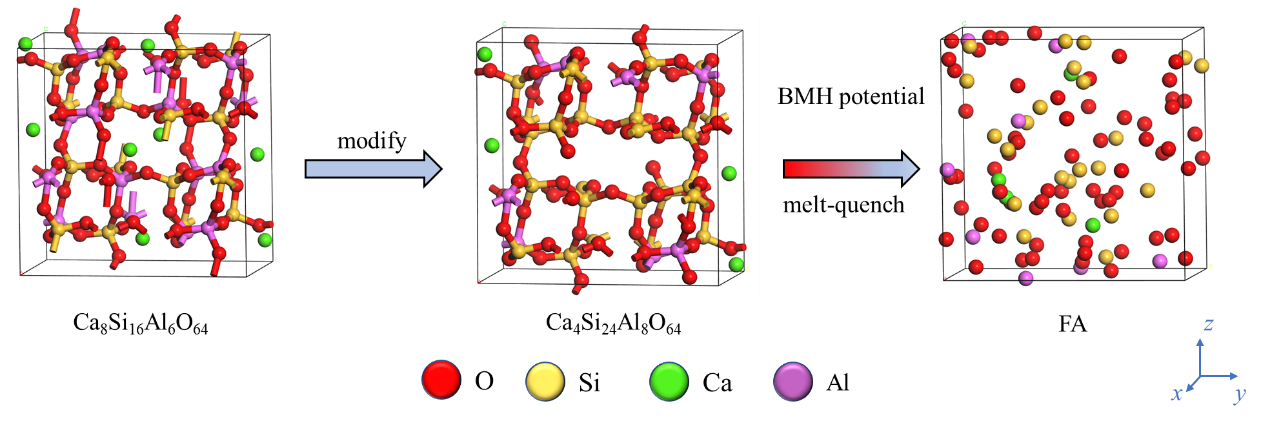 modify
BMH potential
melt-quench
Ca₈Si₁₆Al₆O₆₄
Ca₄Si₂₄Al₈O₆₄
FA
O
Si
Ca
Al
z
x
y